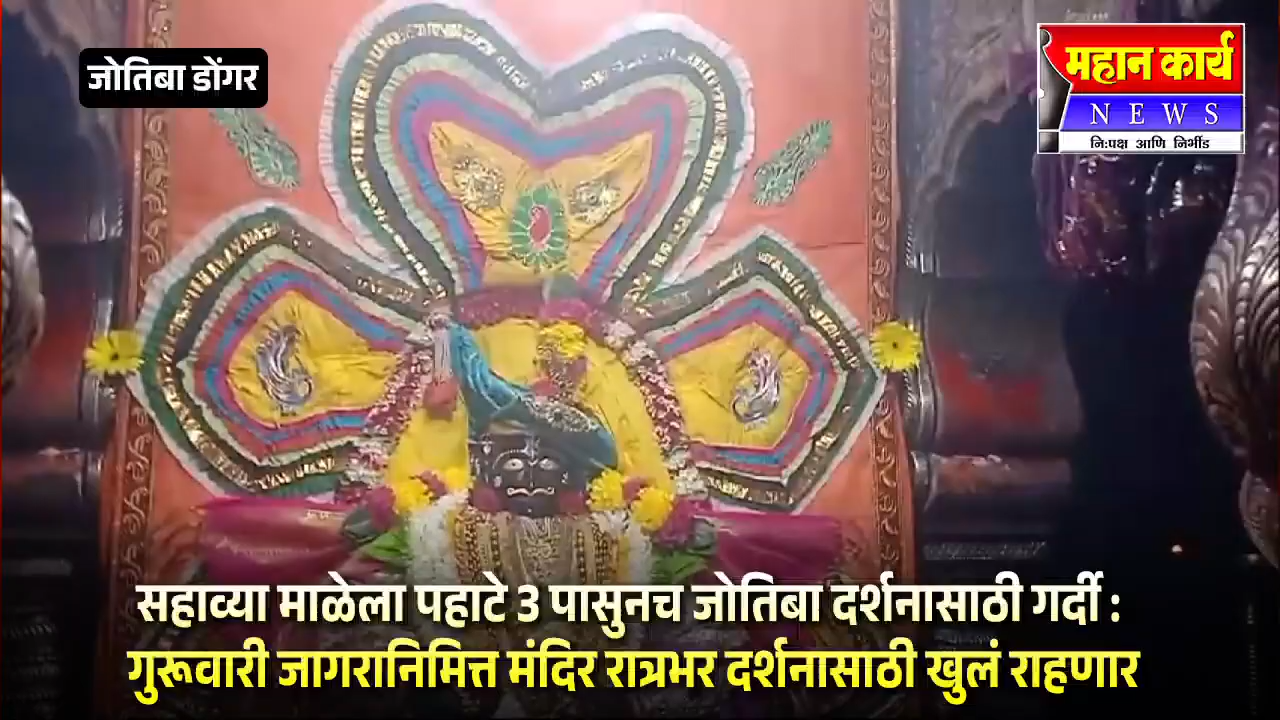 जोतिबा डोंगर
महान कार्य
NEWS
नि:पक्ष आणि निर्भीड
सहाव्या माळेला पहाटे 3 पासुनच जोतिबा दर्शनासाठी गर्दी :
गुरूवारी जागरानिमित्त मंदिर रात्रभर दर्शनासाठी खुलं राहणार